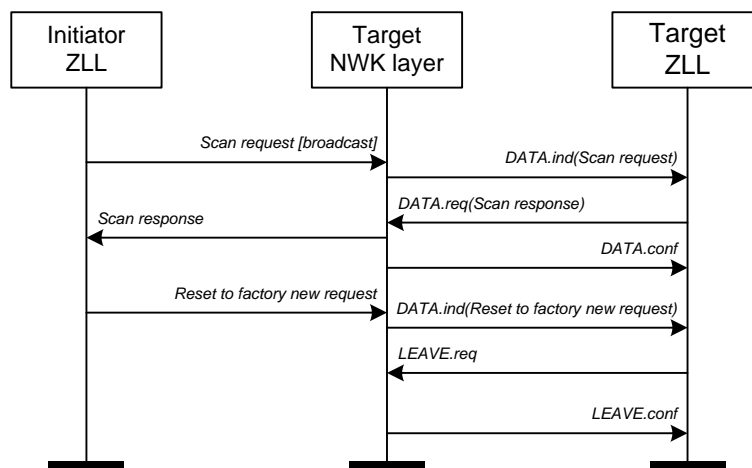 Initiator
ZLL
Target
NWK layer
Target
ZLL
Scan request [broadcast]
DATA.ind(Scan request)
DATA.req(Scan response)
Scan response
DATA.conf
Reset to factory new request
DATA.ind(Reset to factory new request)
LEAVE.req
LEAVE.conf